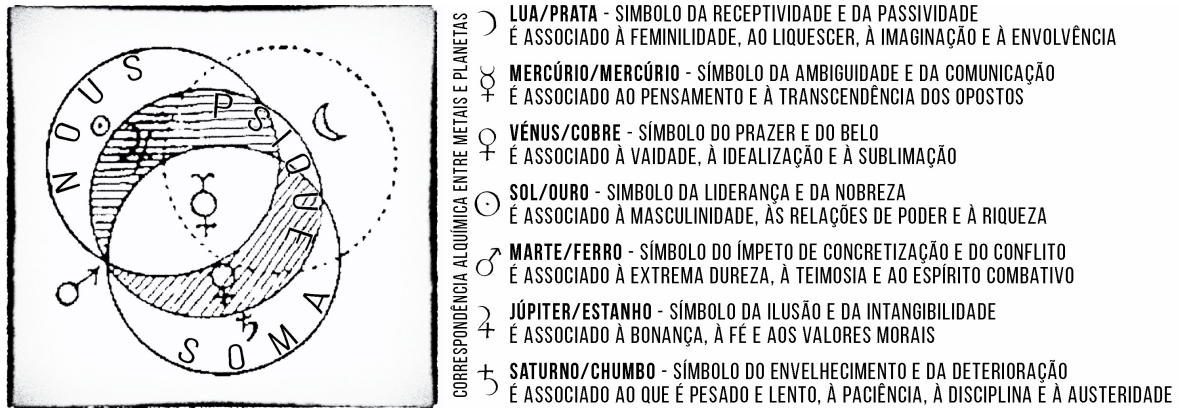 NOUS
PSIQUE
SOMA
CORRESPONDÊNCIA ALQUÍMICA ENTRE METAIS E PLANETAS
LUA/PRATA - SIMBOLO DA RECEPTIVIDADE E DA PASSIVIDADE
É ASSOCIADO À FEMINILIDADE, AO LIQUESCER, À IMAGINAÇÃO E À ENVOLVÊNCIA
MERCÚRIO/MERCÚRIO - SÍMBOLO DA AMBIGUIDADE E DA COMUNICAÇÃO
É ASSOCIADO AO PENSAMENTO E À TRANSCENDÊNCIA DOS OPOSTOS
VÉNUS/COBRE - SÍMBOLO DO PRAZER E DO BELO
É ASSOCIADO À VAIDADE, À IDEALIZAÇÃO E À SUBLIMAÇÃO
SOL/OURO - SIMBOLO DA LIDERANÇA E DA NOBREZA
É ASSOCIADO À MASCULINIDADE, ÀS RELAÇÕES DE PODER E À RIQUEZA
MARTE/FERRO - SÍMBOLO DO ÍMPETO DE CONCRETIZAÇÃO E DO CONFLITO
É ASSOCIADO À EXTREMA DUREZA, À TEIMOSIA E AO ESPÍRITO COMBATIVO
JÚPITER/ESTANHO - SÍMBOLO DA ILUSÃO E DA INTANGIBILIDADE
É ASSOCIADO À BONANÇA, À FÉ E AOS VALORES MORAIS
SATURNO/CHUMBO - SÍMBOLO DO ENVELHECIMENTO E DA DETERIORAÇÃO
É ASSOCIADO AO QUE É PESADO E LENTO, À PACIÊNCIA, À DISCIPLINA E À AUSTERIDADE